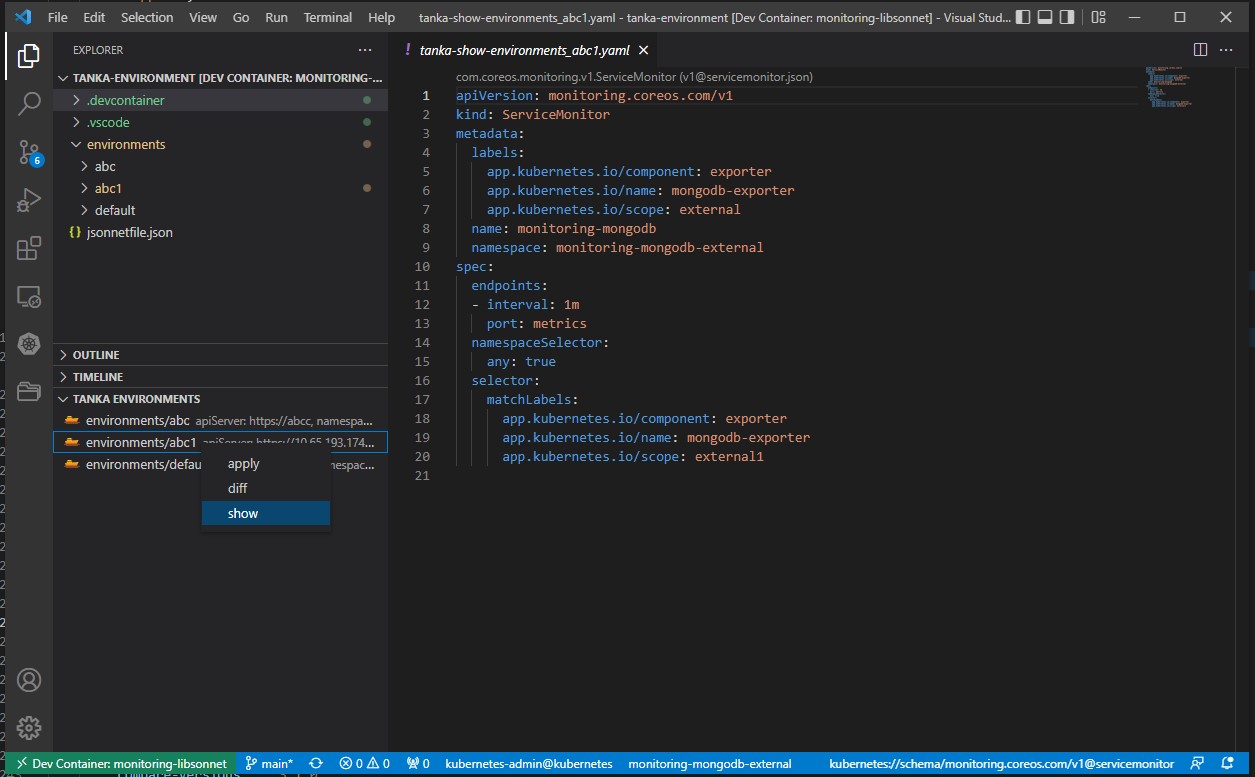 File Edit Selection View Go Run Terminal Help tanka-show-environments_abc1.yaml - tanka-environment [Dev Container: monitoring-libsonnet] - Visual Stud...
EXPLORER ...
TANKA-ENVIRONMENT [DEV CONTAINER: MONITORING-...
.devcontainer
.vscode
environments
abc
abc1
default
{} jsonnetfile.json
OUTLINE
TIMELINE
TANKA ENVIRONMENTS
environments/abc apiServer: https://abcc, namespa...
environments/abc1 apiServer: https://10.65.193.174...
environments/defau
mespac...
apply
diff
show
6
! tanka-show-environments_abc1.yaml
com.coreos.monitoring.v1.ServiceMonitor (v1@servicemonitor.json)
1 apiVersion: monitoring.coreos.com/v1
2 kind: ServiceMonitor
3 metadata:
4 labels:
5 app.kubernetes.io/component: exporter
6 app.kubernetes.io/name: mongodb-exporter
7 app.kubernetes.io/scope: external
8 name: monitoring-mongodb
9 namespace: monitoring-mongodb-external
10 spec:
11 endpoints:
12 - interval: 1m
13 port: metrics
14 namespaceSelector:
15 any: true
16 selector:
17 matchLabels:
18 app.kubernetes.io/component: exporter
19 app.kubernetes.io/name: mongodb-exporter
20 app.kubernetes.io/scope: external1
21
Dev Container: monitoring-libsonnet main* 0 0 0 kubernetes-admin@kubernetes monitoring-mongodb-external kubernetes://schema/monitoring.coreos.com/v1@servicemonitor